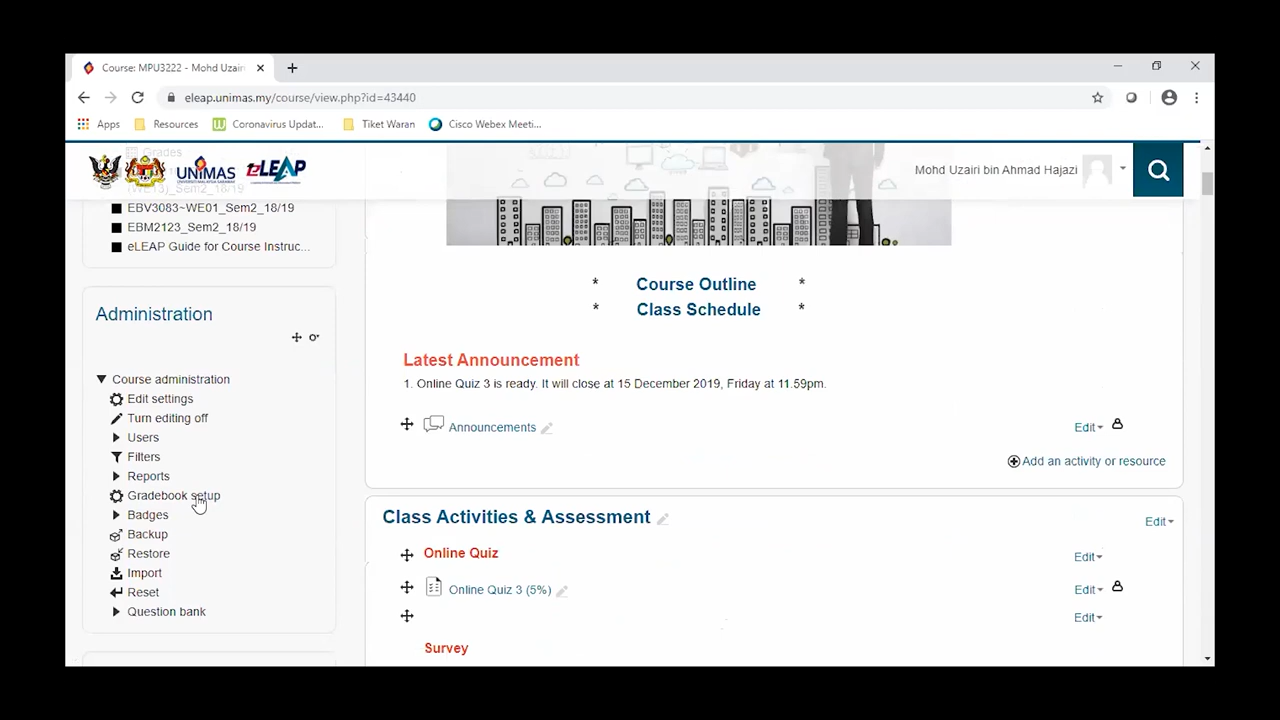 Course: MPU3222 - Mohd Uzairi
eleap.unimas.my/course/view.php?id=43440
Apps
Resources
Coronavirus Updat...
Tiket Waran
Cisco Webex Meeti...
Grades
UNIMAS
eLEAP
Mohd Uzairi bin Ahmad Hajazi
(WE13)_Sem2_18/19
EBV3083~WE01_Sem2_18/19
EBM2123_Sem2_18/19
eLEAP Guide for Course Instruc...
Administration
Course administration
Edit settings
Turn editing off
Users
Filters
Reports
Gradebook setup
Badges
Backup
Restore
Import
Reset
Question bank
* Course Outline *
* Class Schedule *
Latest Announcement
1. Online Quiz 3 is ready. It will close at 15 December 2019, Friday at 11.59pm.
Announcements
Edit
Add an activity or resource
Class Activities & Assessment
Edit
Online Quiz
Edit
Online Quiz 3 (5%)
Edit
Edit
Survey